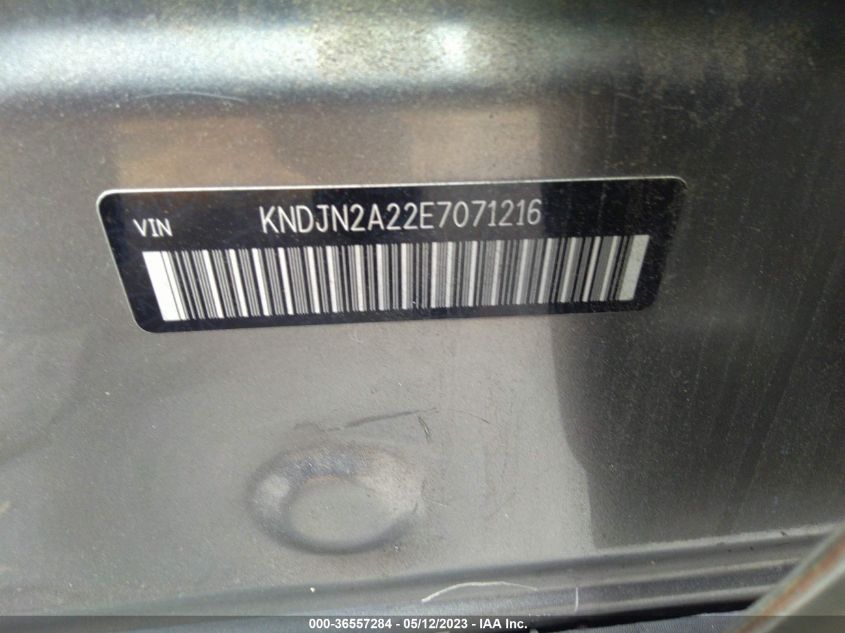 VIN KNDJN2A22E7071216
000-36557284 - 05/12/2023 - IAA Inc.